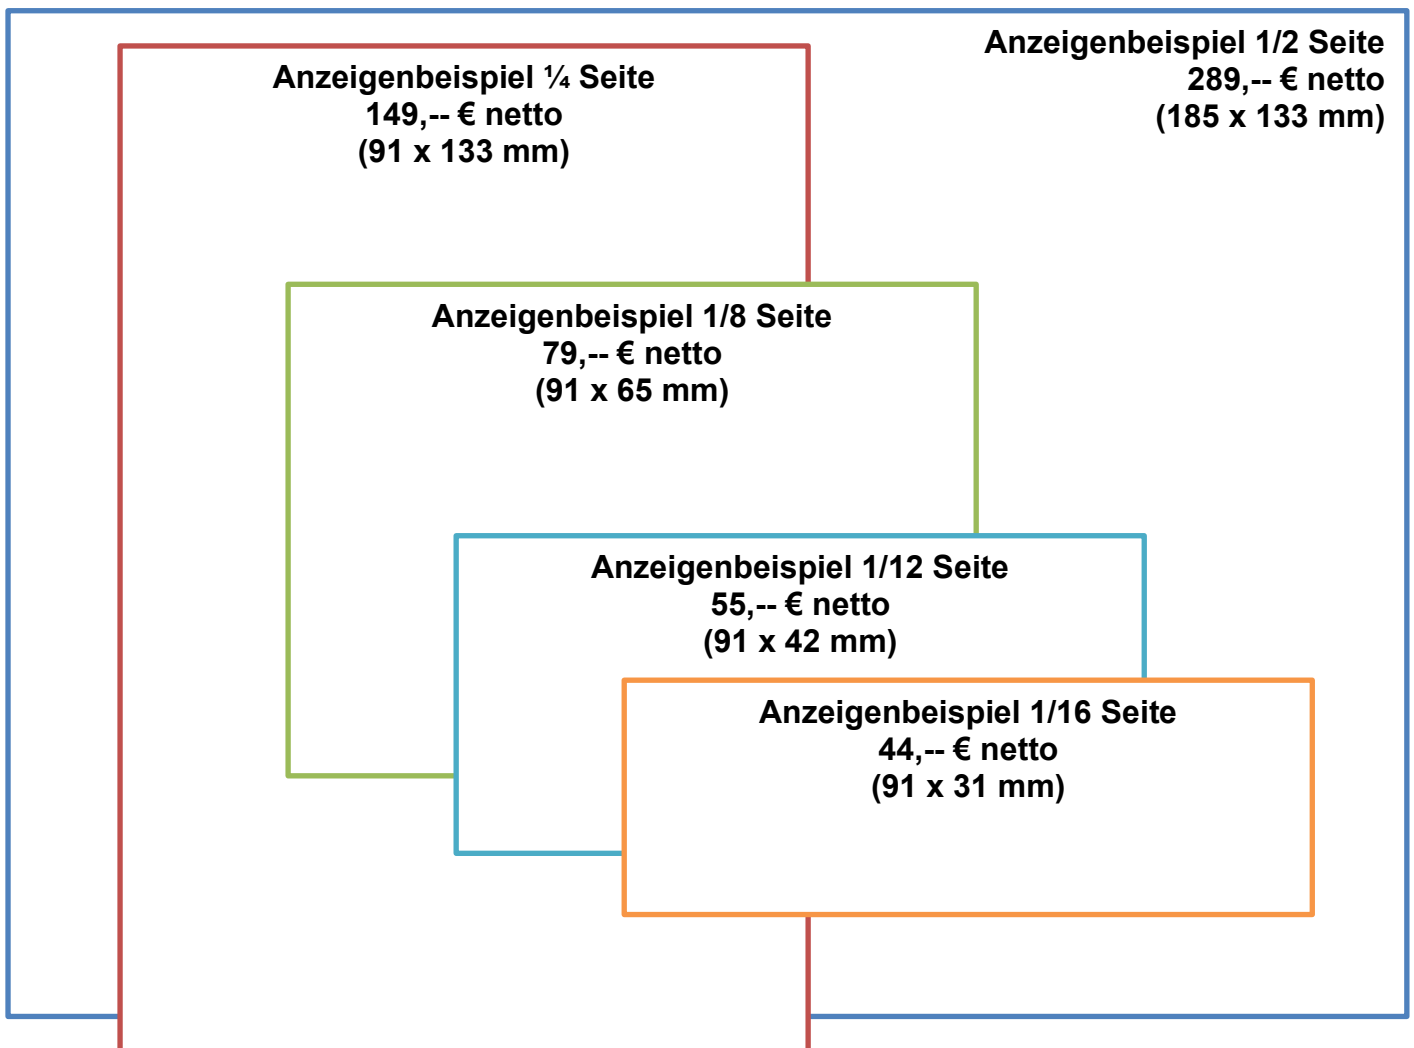 Anzeigenbeispiel 1/2 Seite
289,-- € netto
(185 x 133 mm)
Anzeigenbeispiel ¼ Seite
149,-- € netto
(91 x 133 mm)
Anzeigenbeispiel 1/8 Seite
79,-- € netto
(91 x 65 mm)
Anzeigenbeispiel 1/12 Seite
55,-- € netto
(91 x 42 mm)
Anzeigenbeispiel 1/16 Seite
44,-- € netto
(91 x 31 mm)